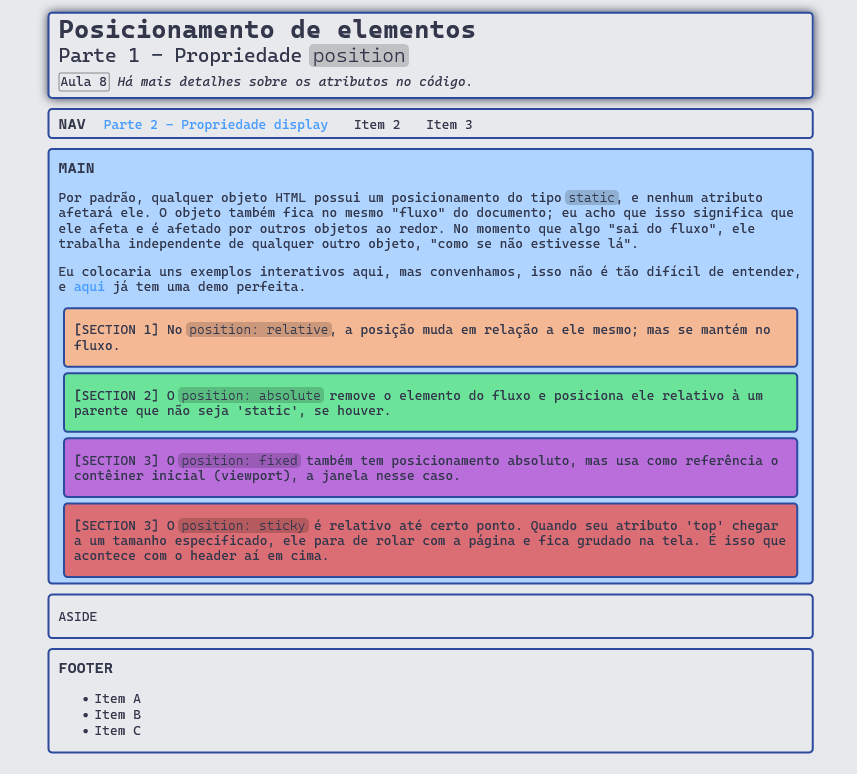 Posicionamento de elementos
Parte 1 - Propriedade position
Aula 8 Há mais detalhes sobre os atributos no código.
NAV Parte 2 - Propriedade display Item 2 Item 3
MAIN
Por padrão, qualquer objeto HTML possui um posicionamento do tipo static, e nenhum atributo
afetará ele. O objeto também fica no mesmo "fluxo" do documento; eu acho que isso significa que
ele afeta e é afetado por outros objetos ao redor. No momento que algo "sai do fluxo", ele
trabalha independente de qualquer outro objeto, "como se não estivesse lá".
Eu colocaria uns exemplos interativos aqui, mas convenhamos, isso não é tão difícil de entender,
e aqui já tem uma demo perfeita.
[SECTION 1] No position: relative, a posição muda em relação a ele mesmo; mas se mantém no
fluxo.
[SECTION 2] O position: absolute remove o elemento do fluxo e posiciona ele relativo à um
parente que não seja 'static', se houver.
[SECTION 3] O position: fixed também tem posicionamento absoluto, mas usa como referência o
contêiner inicial (viewport), a janela nesse caso.
[SECTION 3] O position: sticky é relativo até certo ponto. Quando seu atributo 'top' chegar
a um tamanho especificado, ele para de rolar com a página e fica grudado na tela. É isso que
acontece com o header aí em cima.
ASIDE
FOOTER
• Item A
• Item B
• Item C